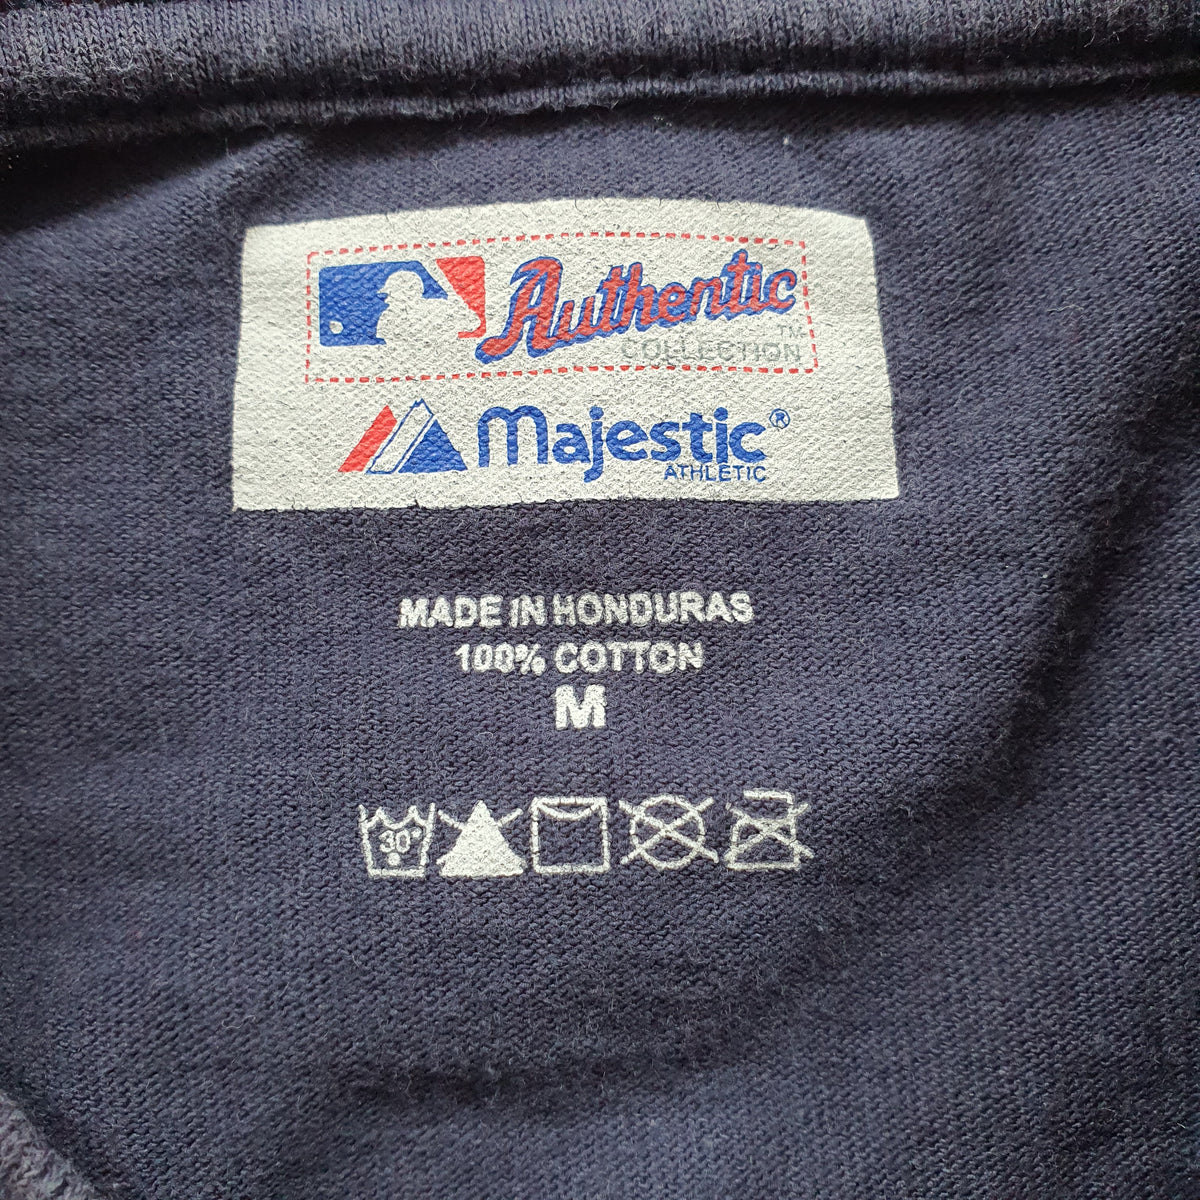 Authentic
TM
COLLECTION
Majestic®
ATHLETIC
MADE IN HONDURAS
100% COTTON
M
30°